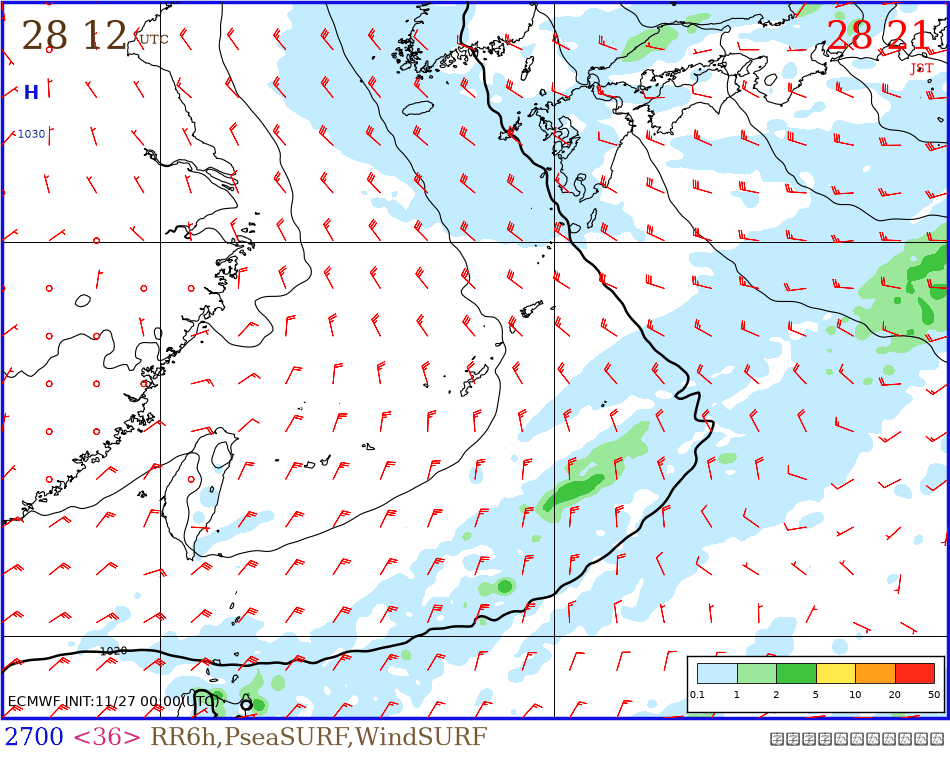 28 12 UTC
28 21 JST
H
1030
1020
ECMWF INIT:11/27 00:00(UTC)
0.1 1 2 5 10 20 50
2700 <36> RR6h,PseaSURF,WindSURF